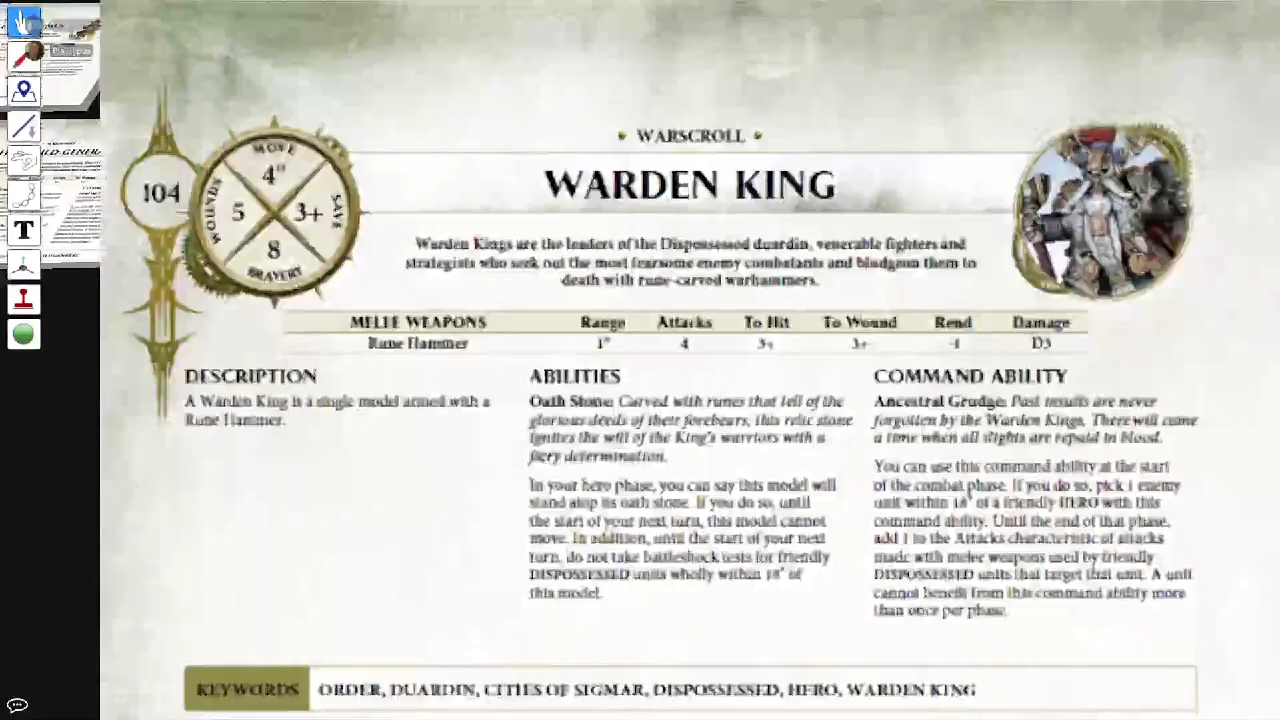 WARSCROLL
104
WARDEN KING
MOVE
4"
WOUNDS
5
3+
SAVE
8
BRAVERY
Warden Kings are the leaders of the Dispossessed duardin, venerable fighters and
strategists who seek out the most fearsome enemy combatants and bludgeon them to
death with rune-carved warhammers.
MELEE WEAPONS Range Attacks To Hit To Wound Rend Damage
Rune Hammer 1" 4 3+ 3+ -1 D3
DESCRIPTION
A Warden King is a single model armed with a
Rune Hammer.
ABILITIES
Oath Stone: Carved with runes that tell of the
glorious deeds of their forebears, this relic stone
ignites the will of the King's warriors with a
fiery determination.
In your hero phase, you can say this model will
stand atop its oath stone. If you do so, until
the start of your next turn, this model cannot
move. In addition, until the start of your next
turn, do not take battleshock tests for friendly
DISPOSSESSED units wholly within 18" of
this model.
COMMAND ABILITY
Ancestral Grudge: Past insults are never
forgotten by the Warden Kings. There will come
a time when all slights are repaid in blood.
You can use this command ability at the start
of the combat phase. If you do so, pick 1 enemy
unit within 18" of a friendly HERO with this
command ability. Until the end of that phase,
add 1 to the Attacks characteristic of attacks
made with melee weapons used by friendly
DISPOSSESSED units that target that unit. A unit
cannot benefit from this command ability more
than once per phase.
KEYWORDS ORDER, DUARDIN, CITIES OF SIGMAR, DISPOSSESSED, HERO, WARDEN KING